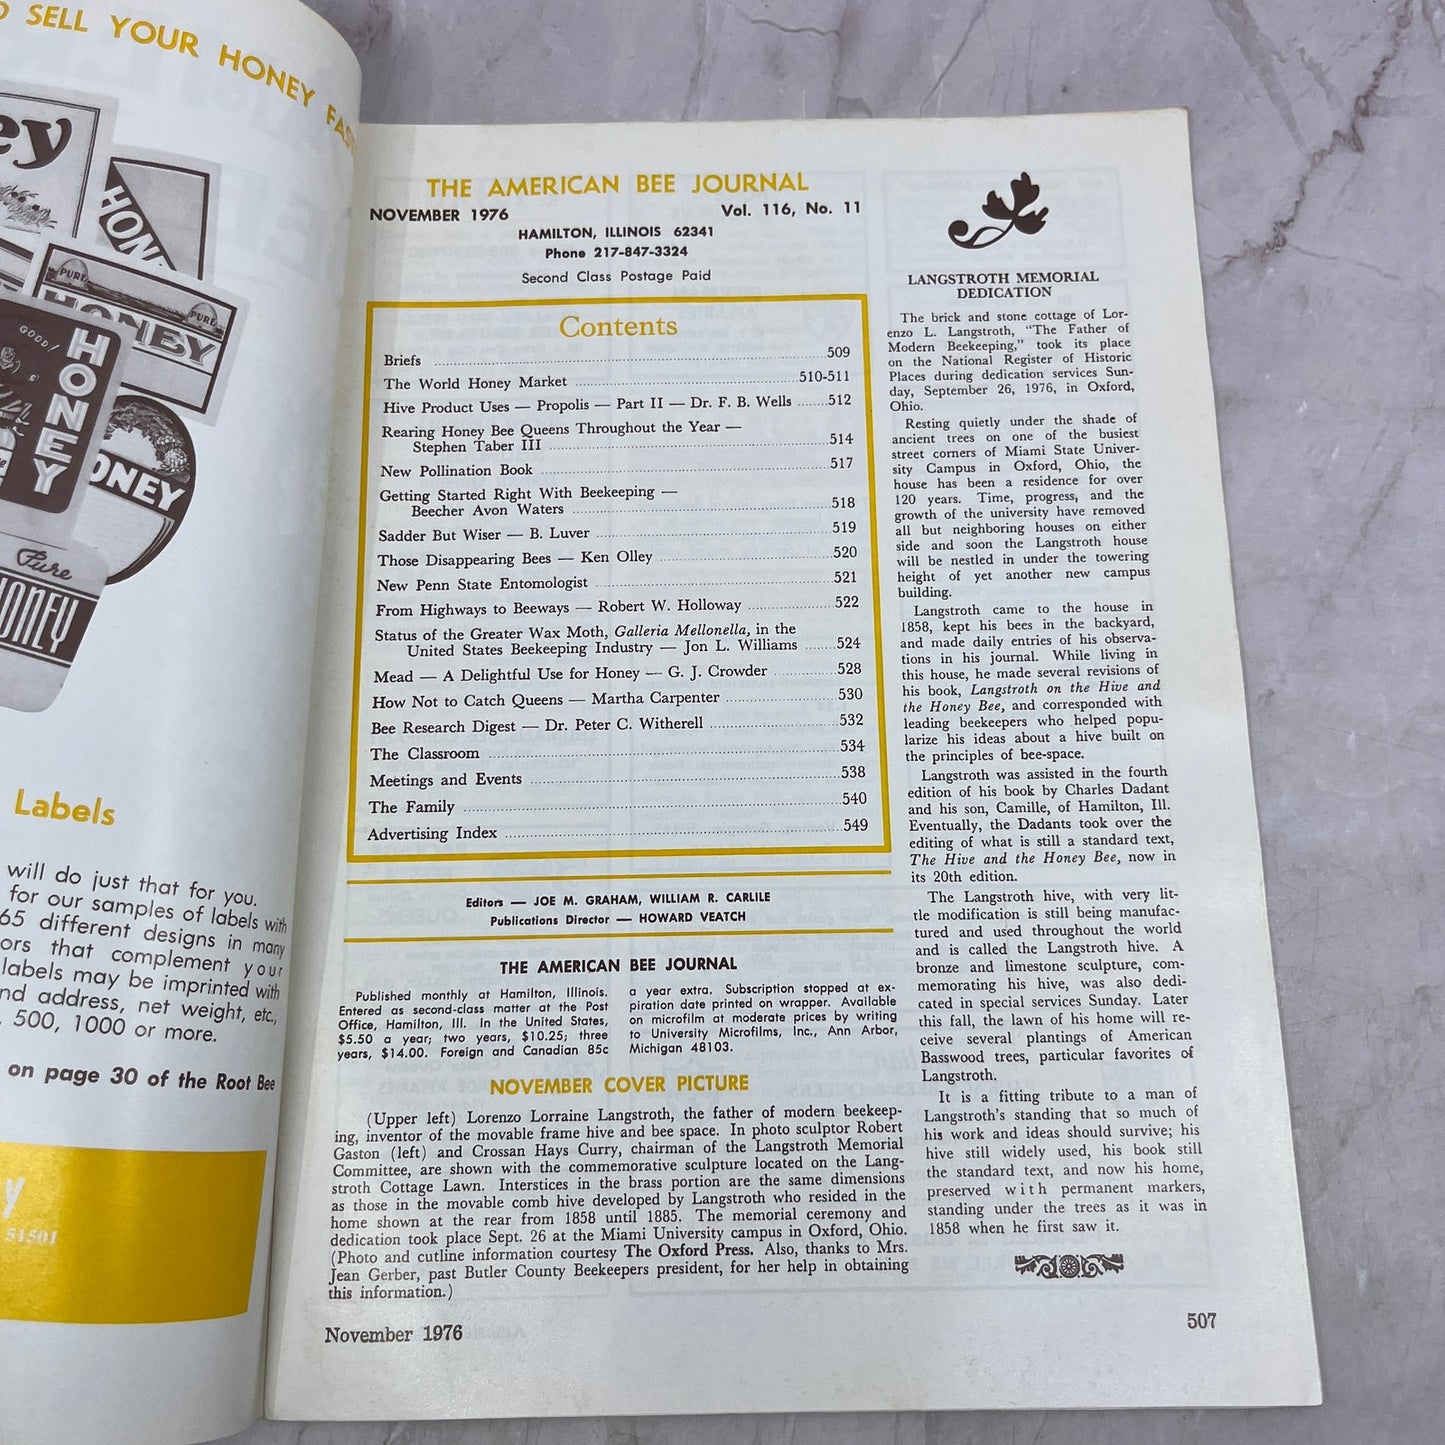 SELL YOUR HONEY FAS
ey
HONE
PURE
HONEY
PURE
GOOD!
HONEY
ONEY
Pure
HONEY
Labels
will do just that for you.
for our samples of labels with
65 different designs in many
ors that complement your
labels may be imprinted with
nd address, net weight, etc.,
, 500, 1000 or more.
on page 30 of the Root Bee
y
51501
THE AMERICAN BEE JOURNAL
NOVEMBER 1976 Vol. 116, No. 11
HAMILTON, ILLINOIS 62341
Phone 217-847-3324
Second Class Postage Paid
Contents
Briefs 509
The World Honey Market 510-511
Hive Product Uses — Propolis — Part II — Dr. F. B. Wells 512
Rearing Honey Bee Queens Throughout the Year —
Stephen Taber III 514
New Pollination Book 517
Getting Started Right With Beekeeping —
Beecher Avon Waters 518
Sadder But Wiser — B. Luver 519
Those Disappearing Bees — Ken Olley 520
New Penn State Entomologist 521
From Highways to Beeways — Robert W. Holloway 522
Status of the Greater Wax Moth, Galleria Mellonella, in the
United States Beekeeping Industry — Jon L. Williams 524
Mead — A Delightful Use for Honey — G. J. Crowder 528
How Not to Catch Queens — Martha Carpenter 530
Bee Research Digest — Dr. Peter C. Witherell 532
The Classroom 534
Meetings and Events 538
The Family 540
Advertising Index 549
Editors — JOE M. GRAHAM, WILLIAM R. CARLILE
Publications Director — HOWARD VEATCH
THE AMERICAN BEE JOURNAL
Published monthly at Hamilton, Illinois.
Entered as second-class matter at the Post
Office, Hamilton, Ill. In the United States,
$5.50 a year; two years, $10.25; three
years, $14.00. Foreign and Canadian 85c
a year extra. Subscription stopped at ex-
piration date printed on wrapper. Available
on microfilm at moderate prices by writing
to University Microfilms, Inc., Ann Arbor,
Michigan 48103.
NOVEMBER COVER PICTURE
(Upper left) Lorenzo Lorraine Langstroth, the father of modern beekeep-
ing, inventor of the movable frame hive and bee space. In photo sculptor Robert
Gaston (left) and Crossan Hays Curry, chairman of the Langstroth Memorial
Committee, are shown with the commemorative sculpture located on the Lang-
stroth Cottage Lawn. Interstices in the brass portion are the same dimensions
as those in the movable comb hive developed by Langstroth who resided in the
home shown at the rear from 1858 until 1885. The memorial ceremony and
dedication took place Sept. 26 at the Miami University campus in Oxford, Ohio.
(Photo and cutline information courtesy The Oxford Press. Also, thanks to Mrs.
Jean Gerber, past Butler County Beekeepers president, for her help in obtaining
this information.)
LANGSTROTH MEMORIAL
DEDICATION
The brick and stone cottage of Lor-
enzo L. Langstroth, "The Father of
Modern Beekeeping," took its place
on the National Register of Historic
Places during dedication services Sun-
day, September 26, 1976, in Oxford,
Ohio.
Resting quietly under the shade of
ancient trees on one of the busiest
street corners of Miami State Univer-
sity Campus in Oxford, Ohio, the
house has been a residence for over
120 years. Time, progress, and the
growth of the university have removed
all but neighboring houses on either
side and soon the Langstroth house
will be nestled in under the towering
height of yet another new campus
building.
Langstroth came to the house in
1858, kept his bees in the backyard,
and made daily entries of his observa-
tions in his journal. While living in
this house, he made several revisions of
his book, Langstroth on the Hive and
the Honey Bee, and corresponded with
leading beekeepers who helped popu-
larize his ideas about a hive built on
the principles of bee-space.
Langstroth was assisted in the fourth
edition of his book by Charles Dadant
and his son, Camille, of Hamilton, Ill.
Eventually, the Dadants took over the
editing of what is still a standard text,
The Hive and the Honey Bee, now in
its 20th edition.
The Langstroth hive, with very lit-
tle modification is still being manufac-
tured and used throughout the world
and is called the Langstroth hive. A
bronze and limestone sculpture, com-
memorating his hive, was also dedi-
cated in special services Sunday. Later
this fall, the lawn of his home will re-
ceive several plantings of American
Basswood trees, particular favorites of
Langstroth.
It is a fitting tribute to a man of
Langstroth's standing that so much of
his work and ideas should survive; his
hive still widely used, his book still
the standard text, and now his home,
preserved with permanent markers,
standing under the trees as it was in
1858 when he first saw it.
November 1976 507